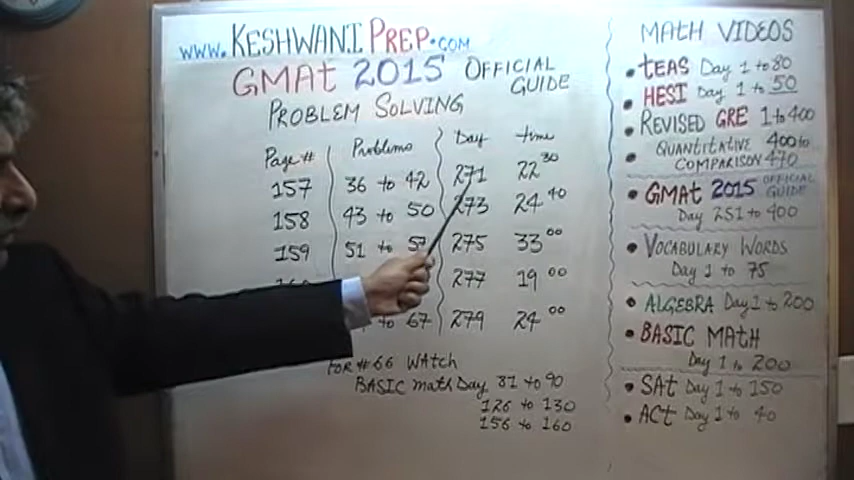 www.KESHWANIPREP.COM
GMAt 2015 OFFICIAL GUIDE
PROBLEM SOLVING
Page # Problems Day time
157 36 to 42 271 22 30
158 43 to 50 273 24 40
159 51 to 275 33 00
277 19 00
to 67 279 24 00
FOR #66 WAtCH
BASIC math Day 81 to 90
126 to 130
156 to 160
MATH VIDEOS
• tEAS Day 1 to 80
• HESI Day 1 to 50
• REVISED GRE 1 to 400
• QUANTITATIVE 400 to
COMPARISON 470
• GMAt 2015 OFFICIAL GUIDE
Day 251 to 400
• VOCABULARY WORDS
Day 1 to 75
• ALGEBRA Day 1 to 200
• BASIC MATH
Day 1 to 200
• SAt Day 1 to 150
• ACt Day 1 to 40